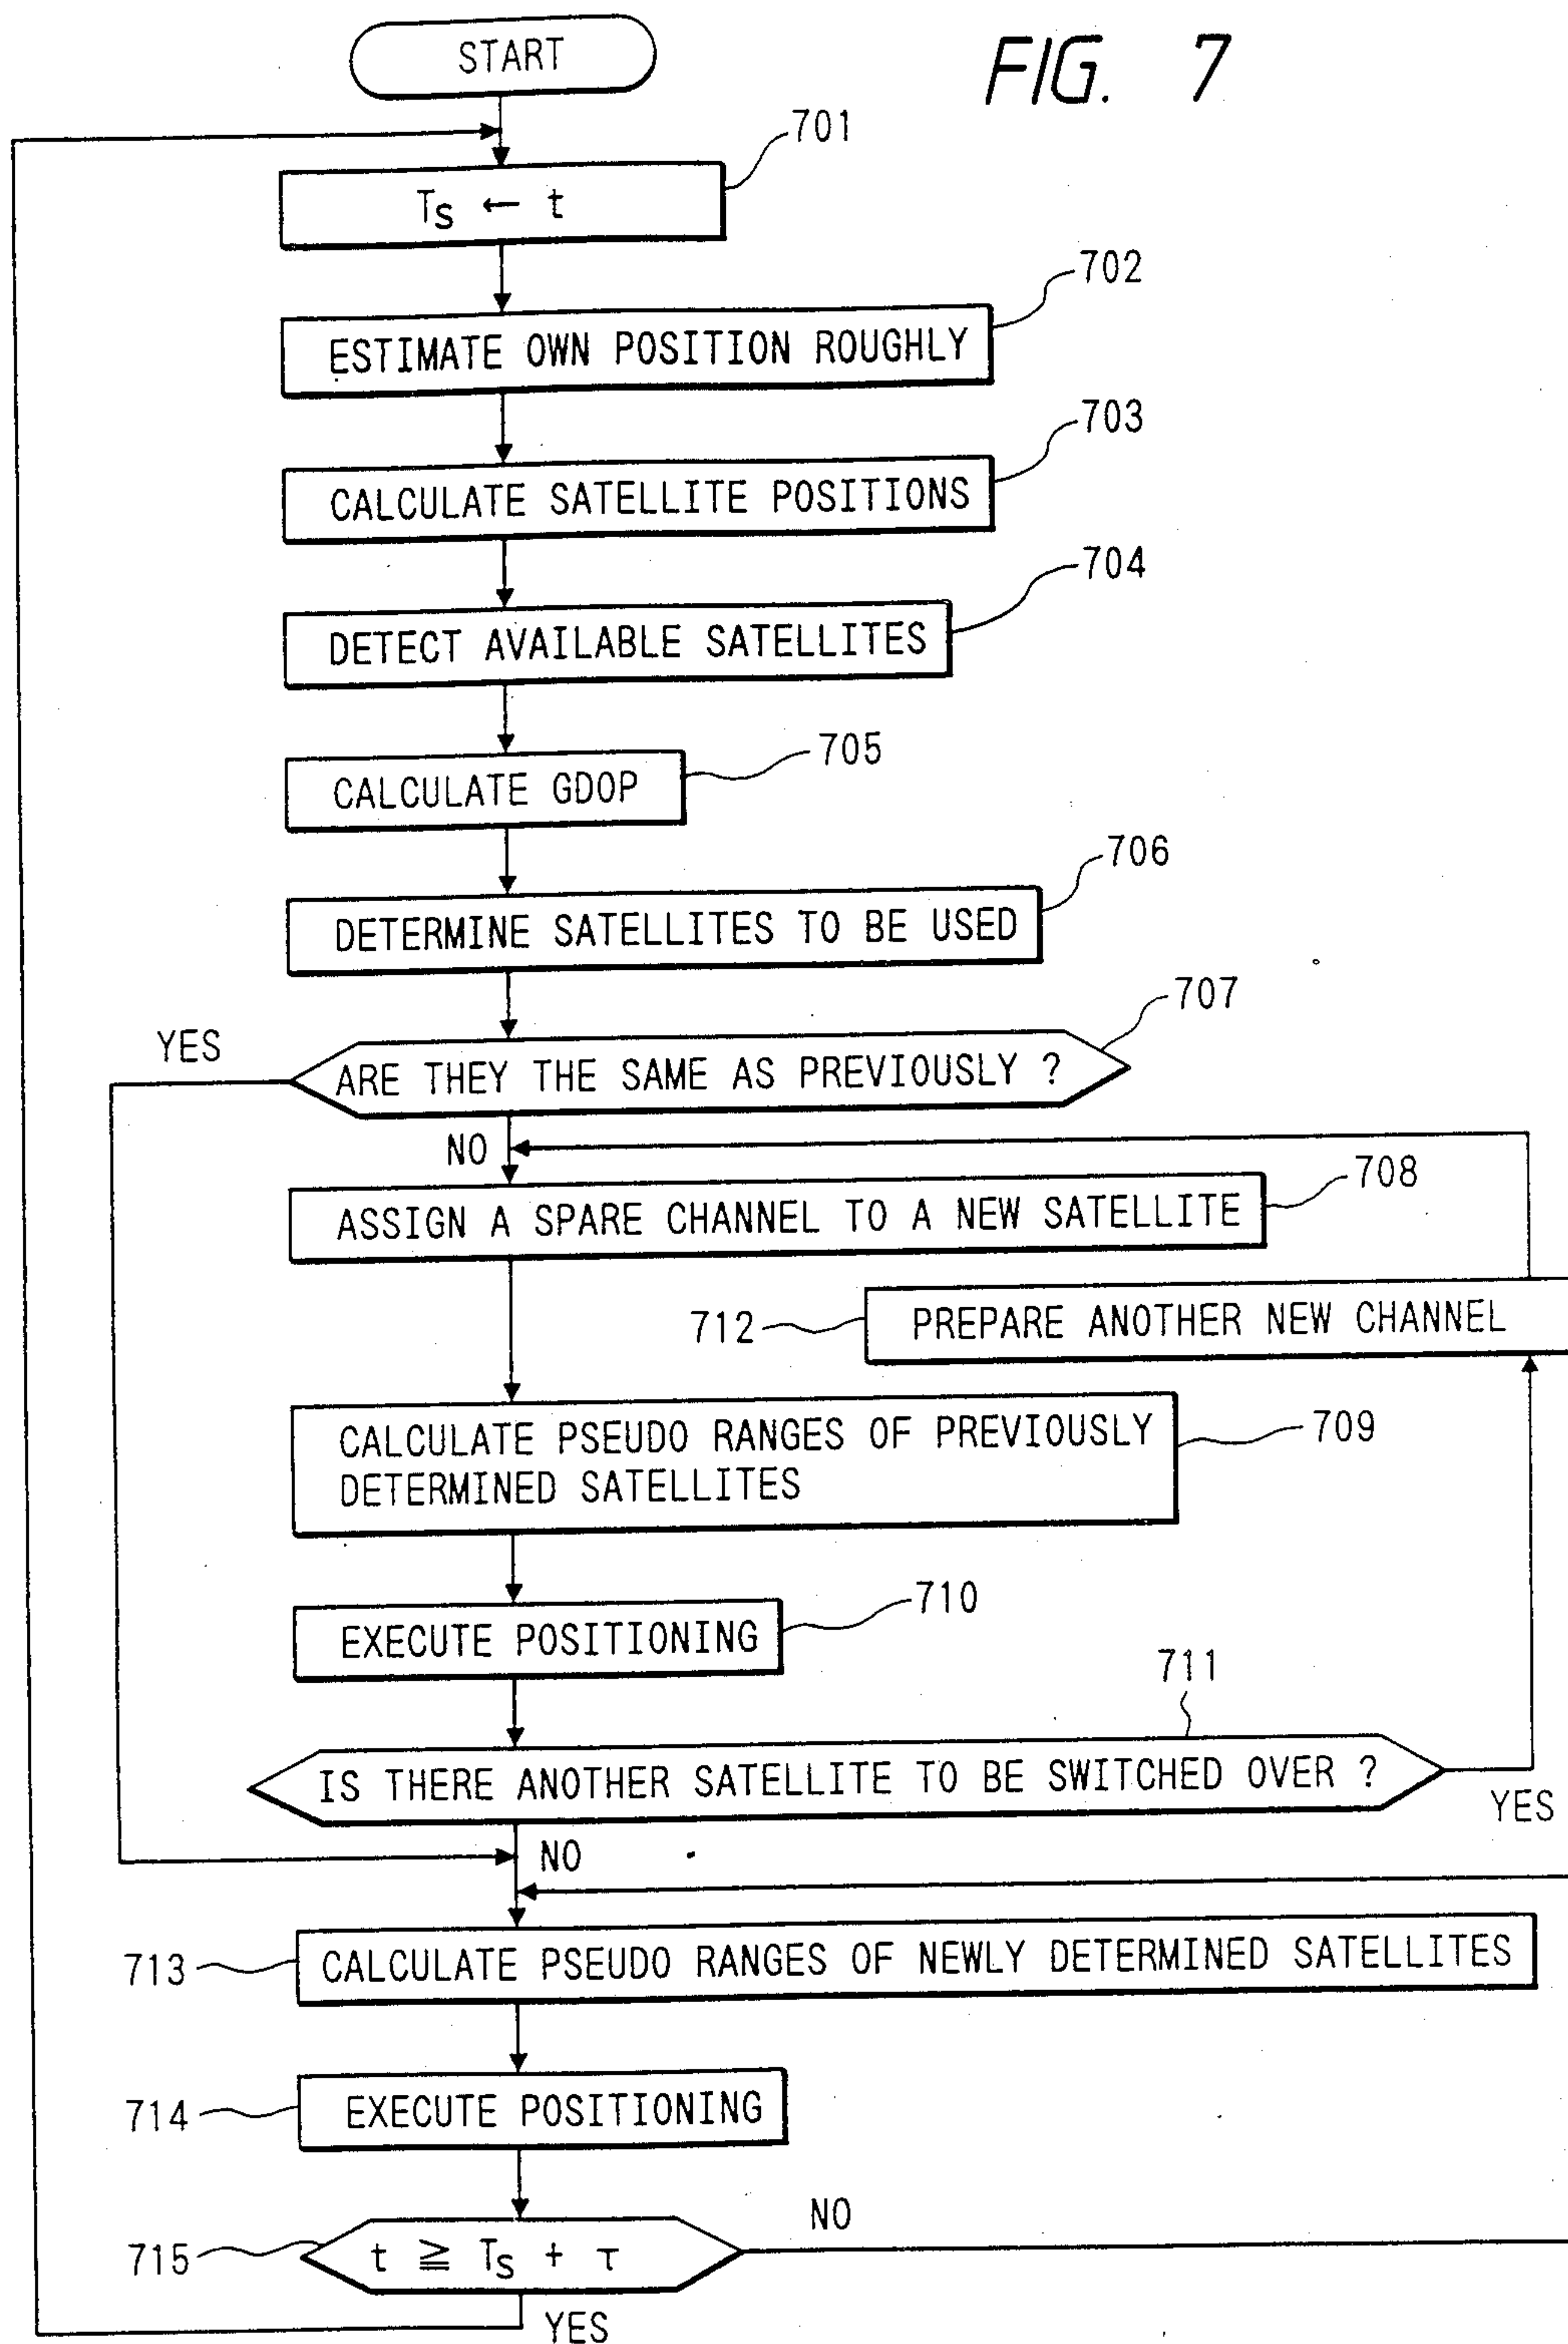 START
FIG. 7
701
Ts ← t
702
ESTIMATE OWN POSITION ROUGHLY
703
CALCULATE SATELLITE POSITIONS
704
DETECT AVAILABLE SATELLITES
705
CALCULATE GDOP
706
DETERMINE SATELLITES TO BE USED
707
YES
ARE THEY THE SAME AS PREVIOUSLY ?
NO
708
ASSIGN A SPARE CHANNEL TO A NEW SATELLITE
712
PREPARE ANOTHER NEW CHANNEL
709
CALCULATE PSEUDO RANGES OF PREVIOUSLY
DETERMINED SATELLITES
710
EXECUTE POSITIONING
711
IS THERE ANOTHER SATELLITE TO BE SWITCHED OVER ?
YES
NO
713
CALCULATE PSEUDO RANGES OF NEWLY DETERMINED SATELLITES
714
EXECUTE POSITIONING
NO
715
t ≧ Ts + τ
YES